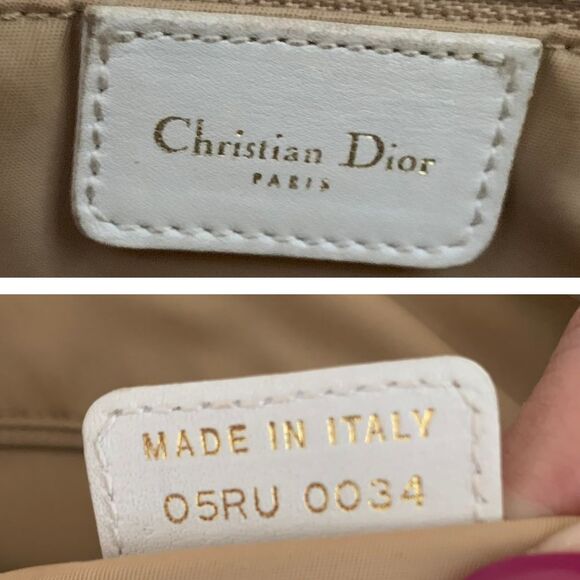 Christian Dior
PARIS
MADE IN ITALY
05RU 0034